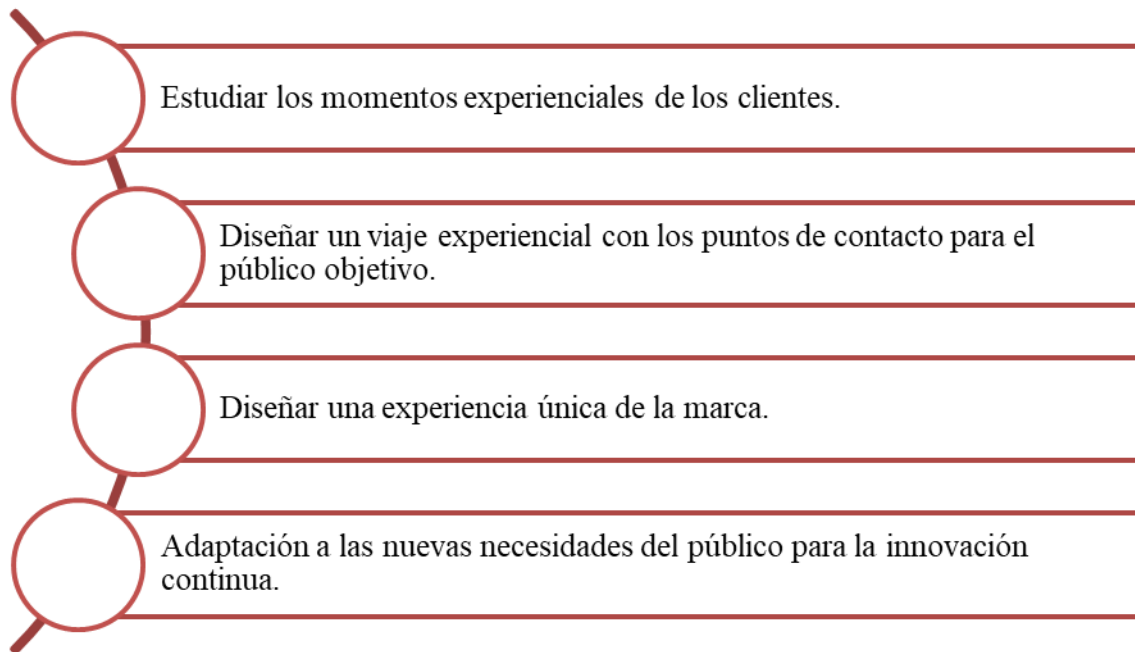 Estudiar los momentos experienciales de los clientes.
Diseñar un viaje experiencial con los puntos de contacto para el
público objetivo.
Diseñar una experiencia única de la marca.
Adaptación a las nuevas necesidades del público para la innovación
continua.